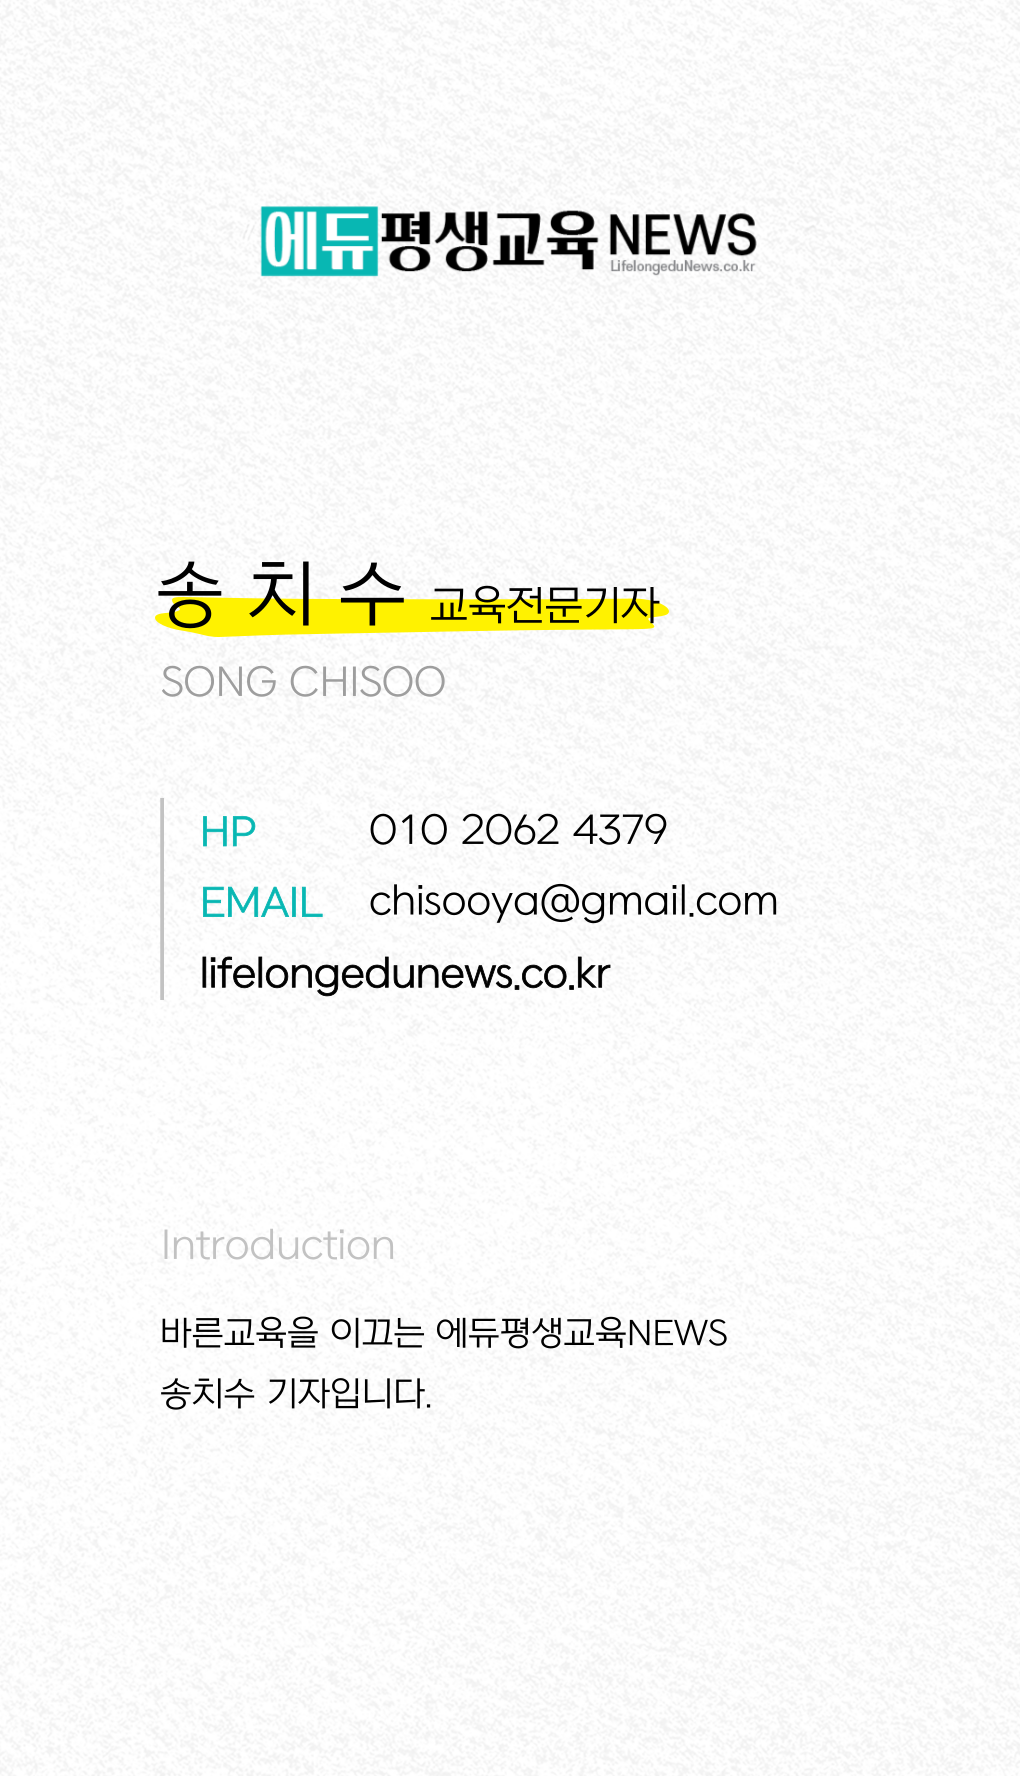 에듀평생교육NEWS
LifelongeduNews.co.kr
송 치 수 교육전문기자
SONG CHISOO
HP 010 2062 4379
EMAIL chisooya@gmail.com
lifelongedunews.co.kr
Introduction
바른교육을 이끄는 에듀평생교육NEWS
송치수 기자입니다.